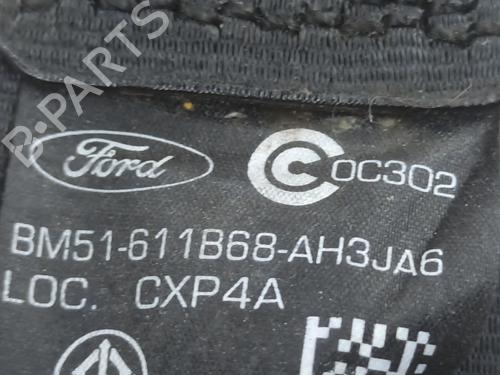 B-PARTS
Ford
C OC302
BM51-611B68-AH3JA6
LOC. CXP4A